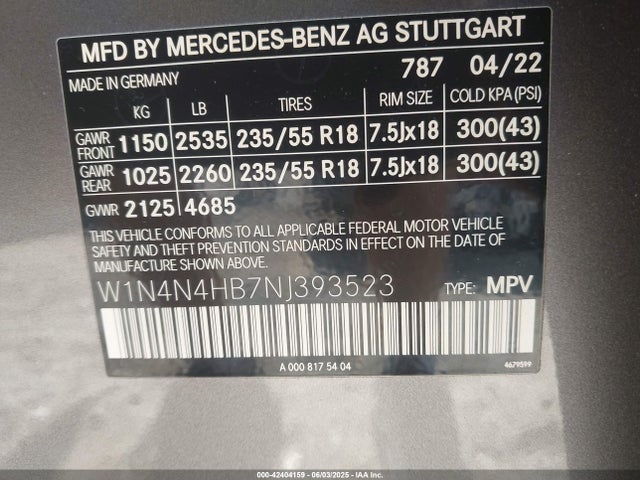 MFD BY MERCEDES-BENZ AG STUTTGART
MADE IN GERMANY 787 04/22
KG LB TIRES RIM SIZE COLD KPA(PSI)
GAWR FRONT 1150 2535 235/55 R18 7.5Jx18 300(43)
GAWR REAR 1025 2260 235/55 R18 7.5Jx18 300(43)
GVWR 2125 4685
THIS VEHICLE CONFORMS TO ALL APPLICABLE FEDERAL MOTOR VEHICLE
SAFETY AND THEFT PREVENTION STANDARDS IN EFFECT ON THE DATE OF
MANUFACTURE SHOWN ABOVE.
W1N4N4HB7NJ393523 TYPE: MPV
A 000 817 54 04
4679599
000-42404159 | 06/03/2025 - IAAI.com